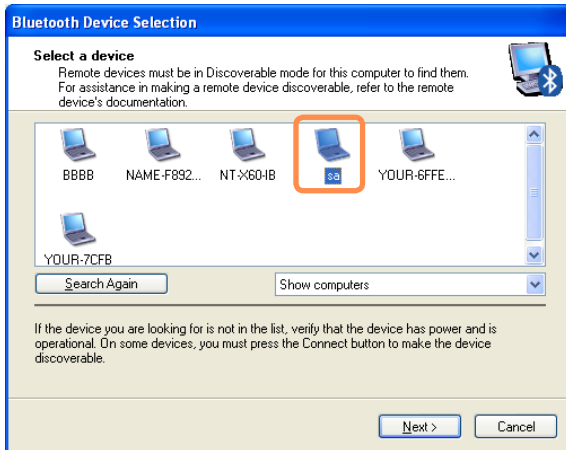 Bluetooth Device Selection
Select a device
Remote devices must be in Discoverable mode for this computer to find them.
For assistance in making a remote device discoverable, refer to the remote
device's documentation.
BBBB NAME-F892... NT-X60-IB sa YOUR-6FFE...
YOUR-7CFB
Search Again Show computers
If the device you are looking for is not in the list, verify that the device has power and is
operational. On some devices, you must press the Connect button to make the device
discoverable.
Next > Cancel